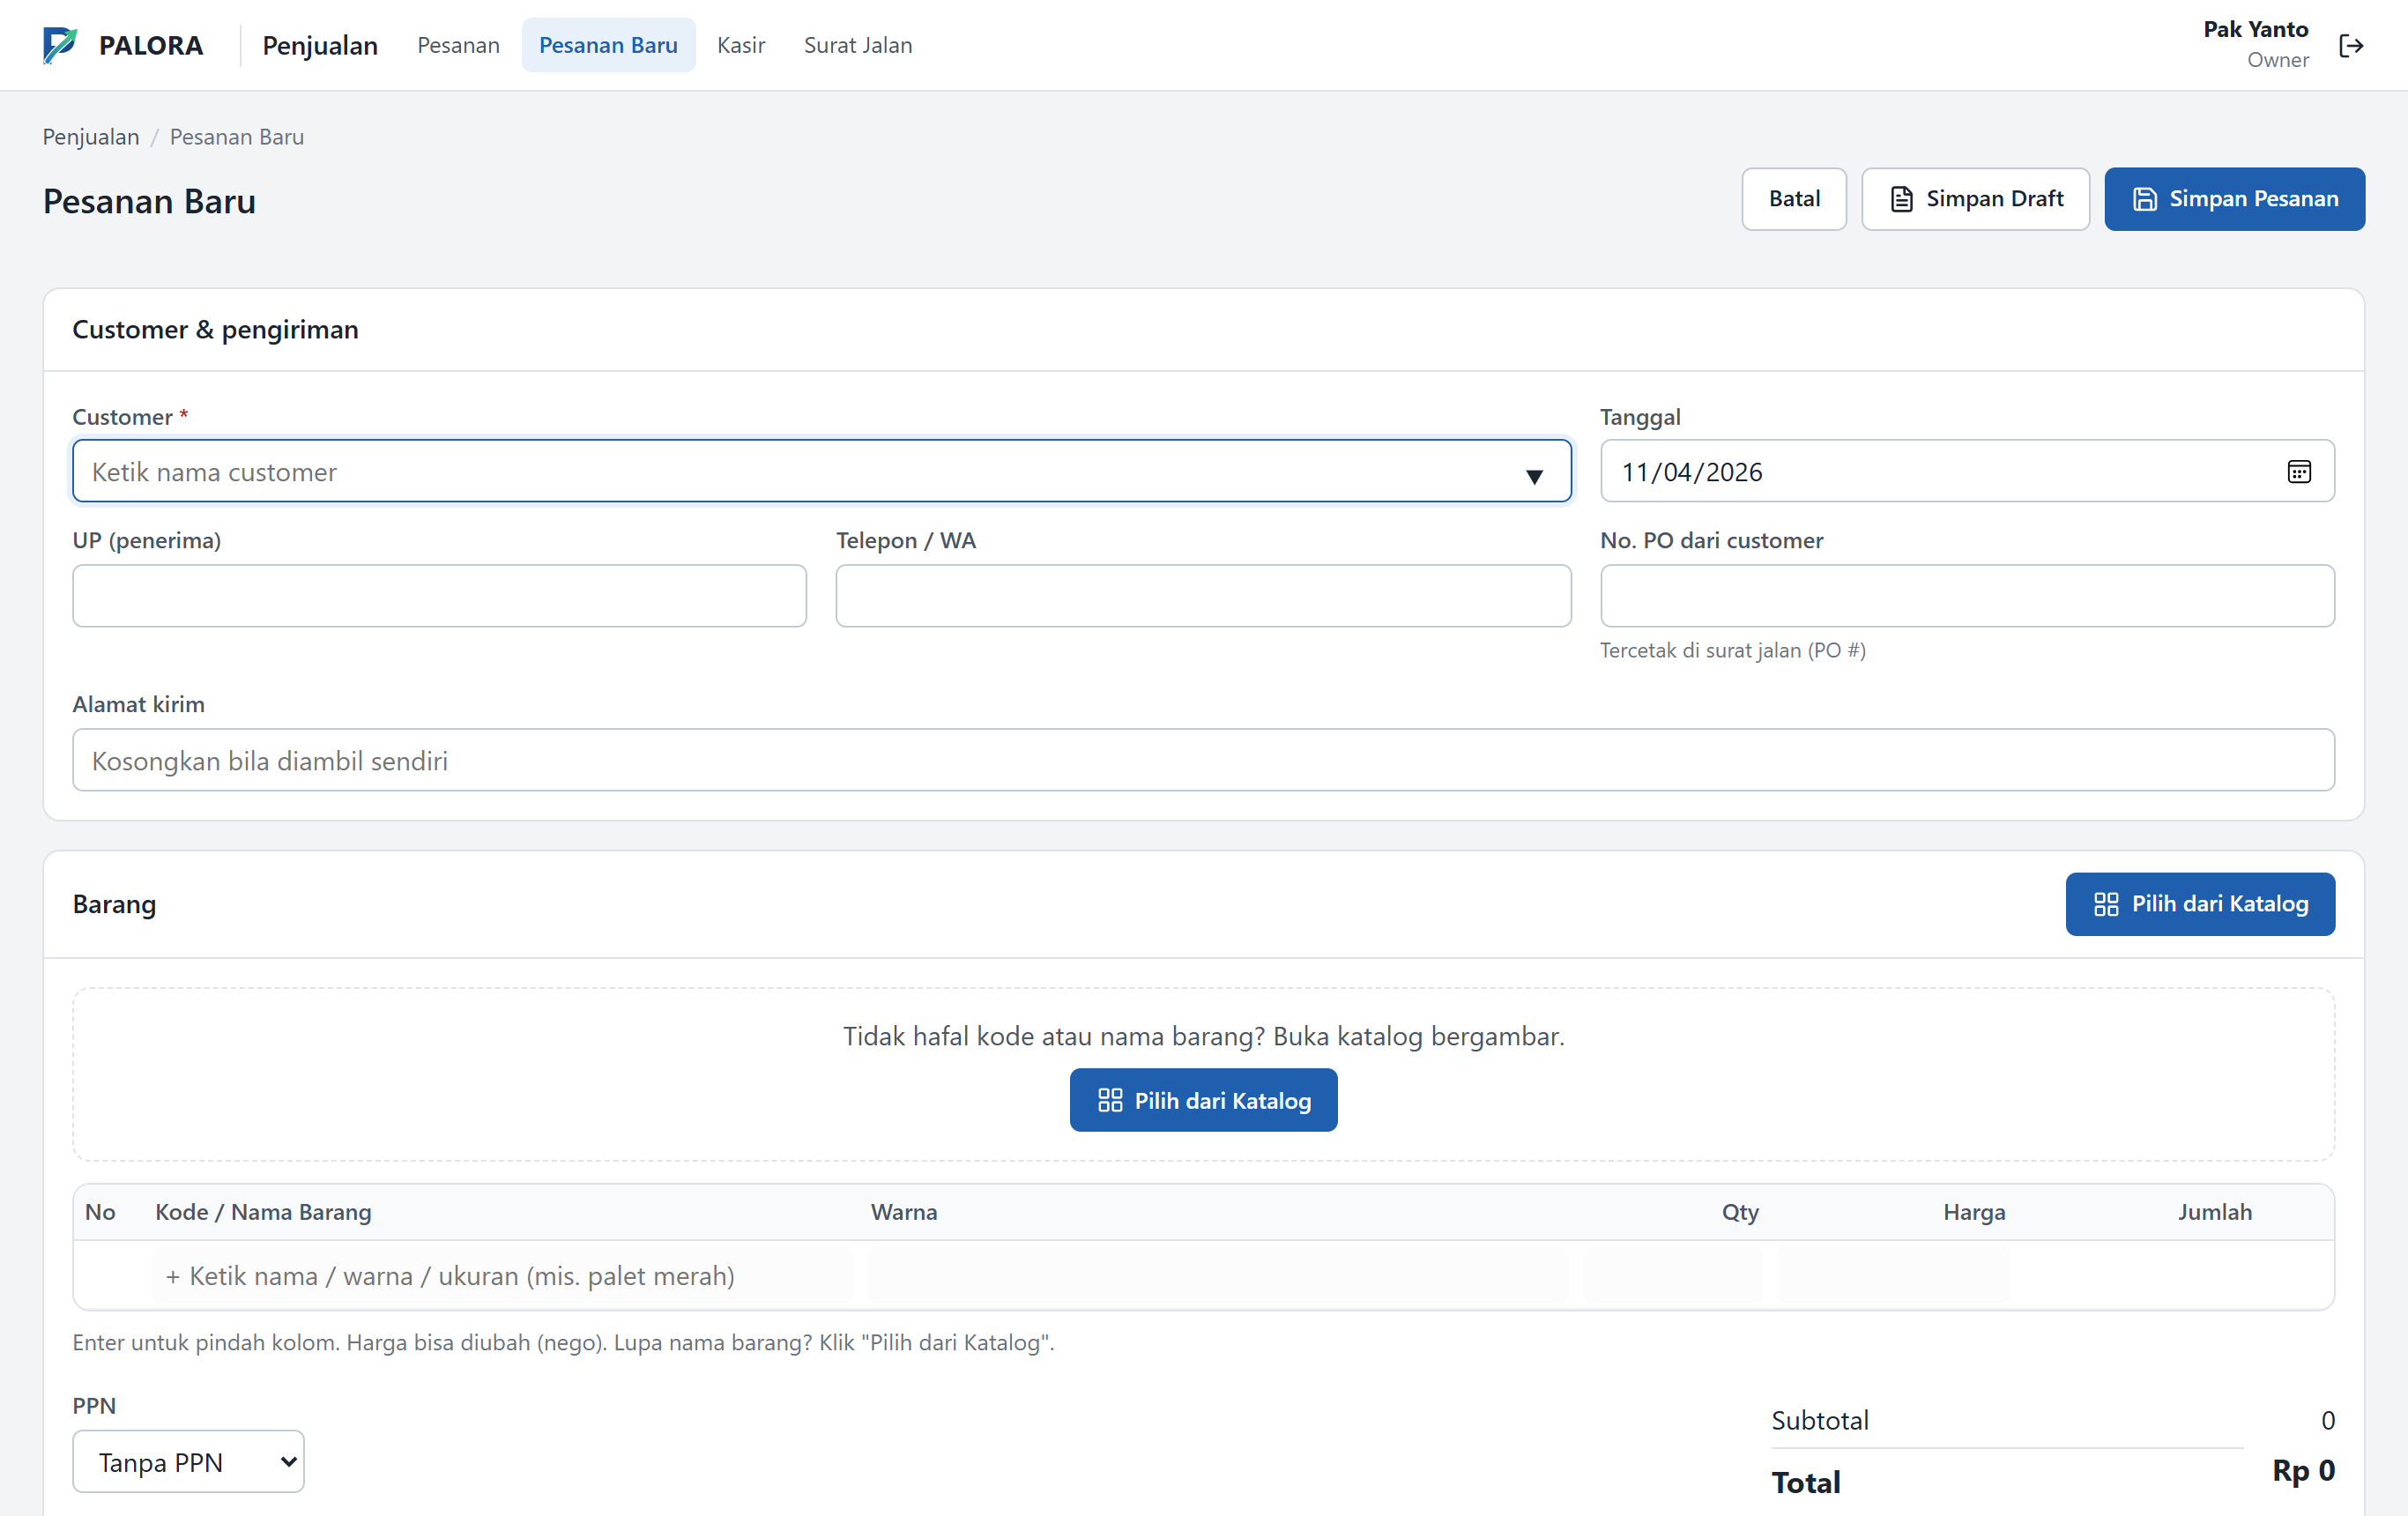 PALORA
Penjualan
Pesanan
Pesanan Baru
Kasir
Surat Jalan
Pak Yanto
Owner
Penjualan / Pesanan Baru
Pesanan Baru
Batal
Simpan Draft
Simpan Pesanan
Customer & pengiriman
Customer *
Tanggal
Ketik nama customer
11/04/2026
UP (penerima)
Telepon / WA
No. PO dari customer
Tercetak di surat jalan (PO #)
Alamat kirim
Kosongkan bila diambil sendiri
Barang
Pilih dari Katalog
Tidak hafal kode atau nama barang? Buka katalog bergambar.
Pilih dari Katalog
No
Kode / Nama Barang
Warna
Qty
Harga
Jumlah
+ Ketik nama / warna / ukuran (mis. palet merah)
Enter untuk pindah kolom. Harga bisa diubah (nego). Lupa nama barang? Klik "Pilih dari Katalog".
PPN
Tanpa PPN
Subtotal
0
Total
Rp 0